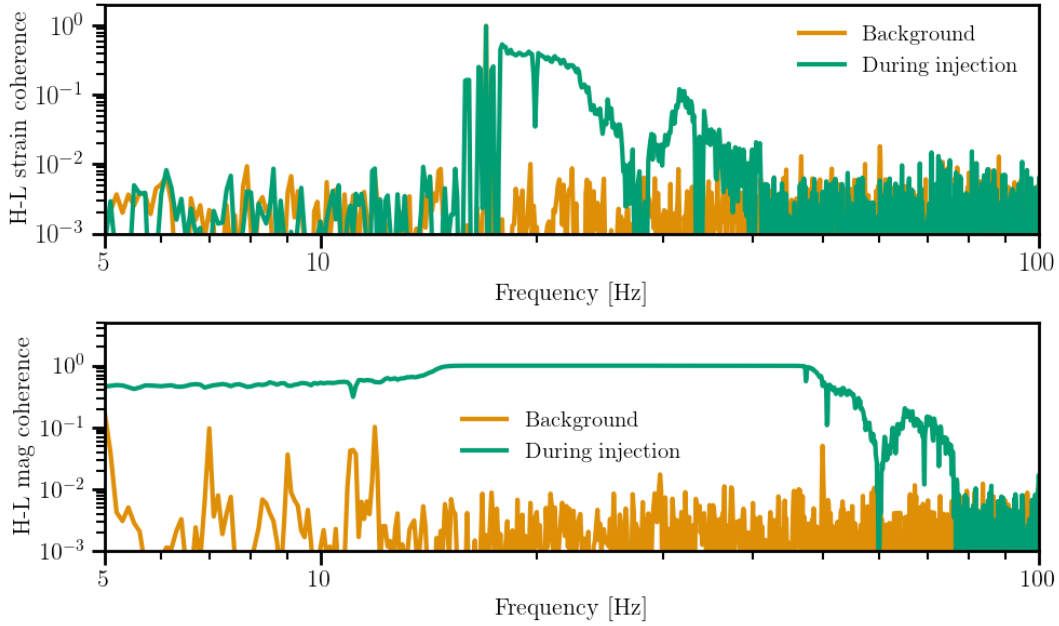 H-L strain coherence
10^0
10^-1
10^-2
10^-3
Background
During injection
5
10
100
Frequency [Hz]
H-L mag coherence
10^0
10^-1
10^-2
10^-3
Background
During injection
5
10
100
Frequency [Hz]